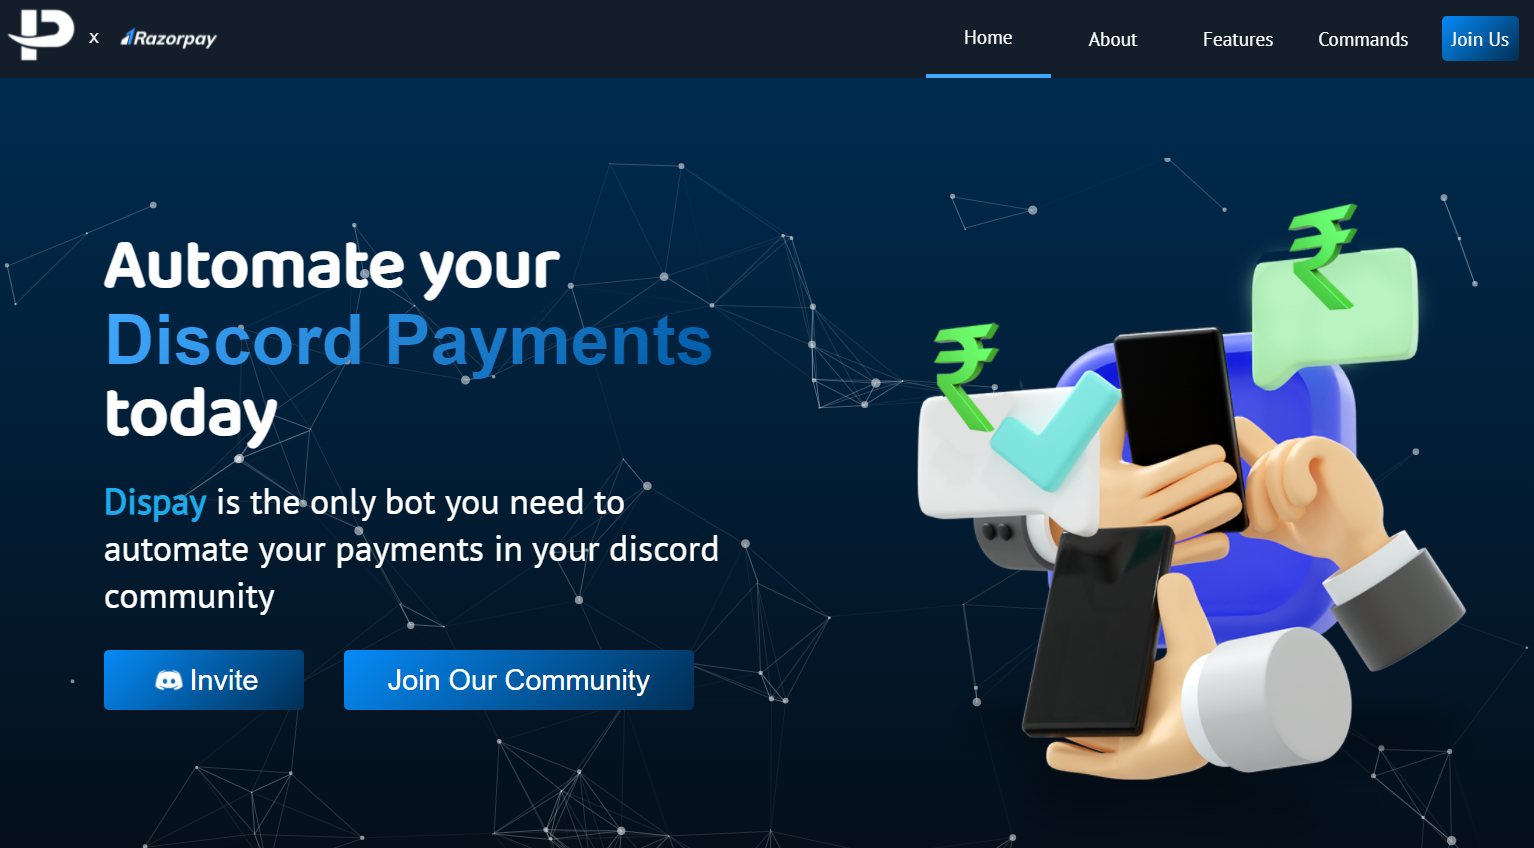 P x Razorpay
Home About Features Commands Join Us
Automate your
Discord Payments
today
Dispay is the only bot you need to
automate your payments in your discord
community
Invite Join Our Community
₹
₹